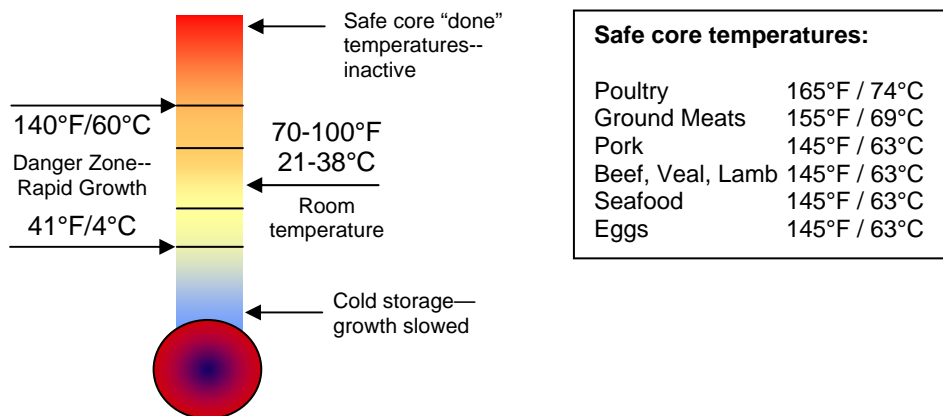 Safe core “done”
temperatures--
inactive
140°F/60°C
Danger Zone--
Rapid Growth
41°F/4°C
70-100°F
21-38°C
Room
temperature
Cold storage—
growth slowed
Safe core temperatures:
Poultry 165°F / 74°C
Ground Meats 155°F / 69°C
Pork 145°F / 63°C
Beef, Veal, Lamb 145°F / 63°C
Seafood 145°F / 63°C
Eggs 145°F / 63°C